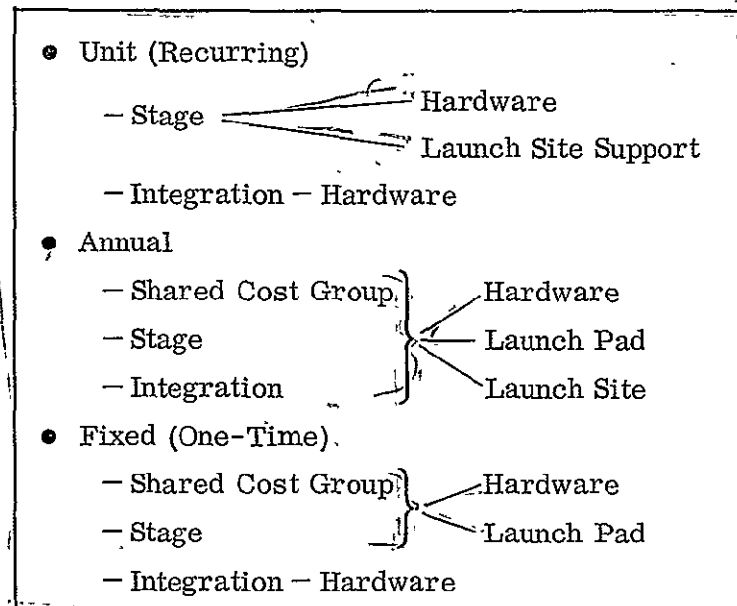 • Unit (Recurring)
— Stage Hardware
Launch Site Support
— Integration — Hardware
• Annual
— Shared Cost Group Hardware
— Stage Launch Pad
— Integration Launch Site
• Fixed (One-Time).
— Shared Cost Group Hardware
— Stage Launch Pad
— Integration — Hardware